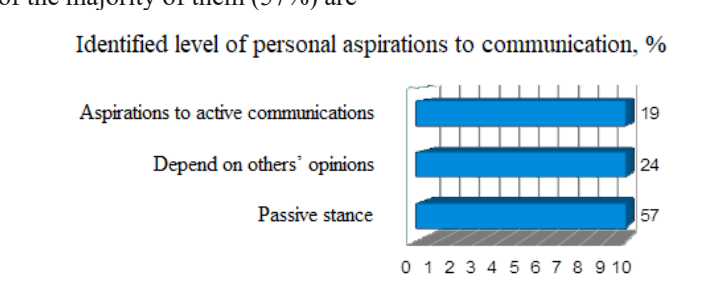 of the majority of them (57%) are
Identified level of personal aspirations to communication, %
Aspirations to active communications 19
Depend on others' opinions 24
Passive stance 57
0 1 2 3 4 5 6 7 8 9 10